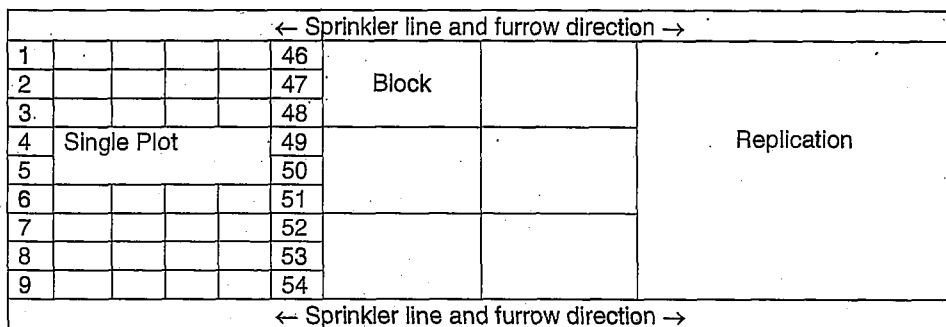 ← Sprinkler line and furrow direction →
1 46
2 47 Block
3 48
4 Single Plot 49 Replication
5 50
6 51
7 52
8 53
9 54
← Sprinkler line and furrow direction →